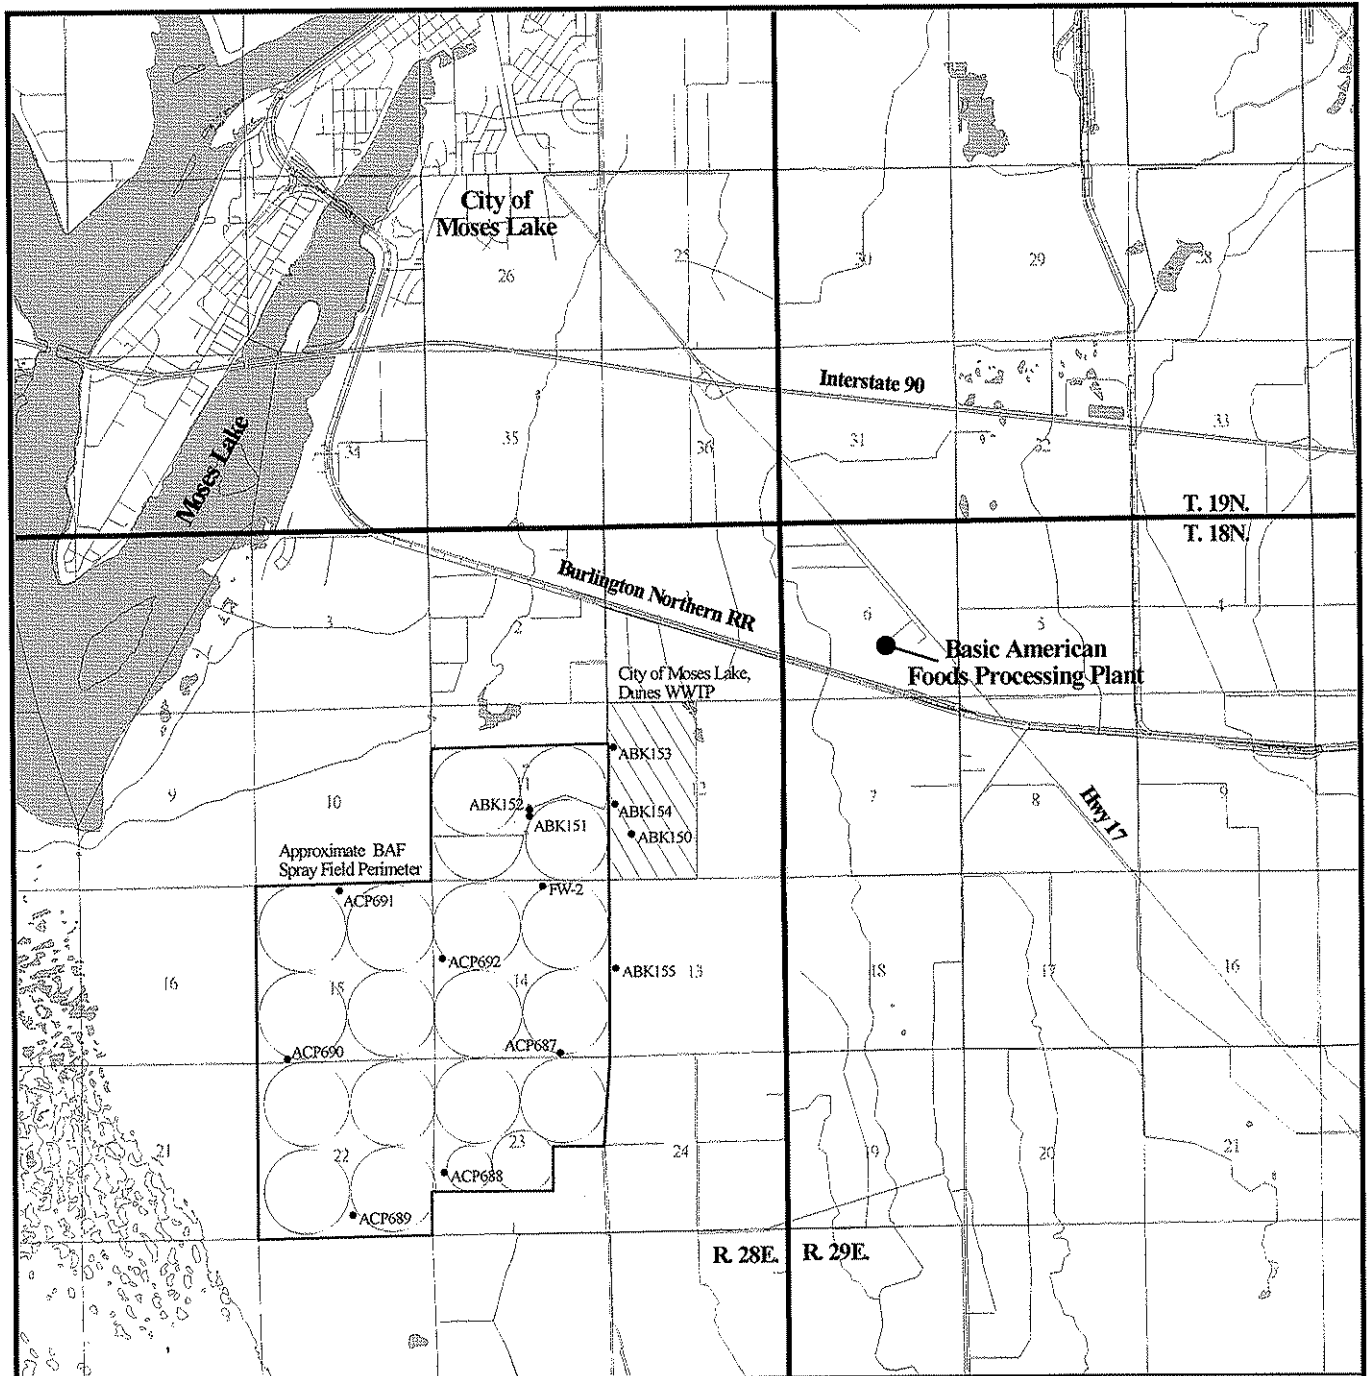 City of
Moses Lake
26
25
30
29
28
Interstate 90
Moses Lake
34
35
36
31
32
33
T. 19N.
T. 18N.
Burlington Northern RR
3
2
6
5
4
Basic American
Foods Processing Plant
City of Moses Lake,
Dunes WWTP
ABK153
9
10
11
12
7
8
9
Hwy 17
ABK152
ABK151
ABK154
ABK150
Approximate BAF
Spray Field Perimeter
ACP691
FW-2
ACP692
ABK155
16
15
14
13
18
17
16
ACP690
ACP687
21
22
23
24
19
20
21
ACP688
ACP689
R. 28E.
R. 29E.